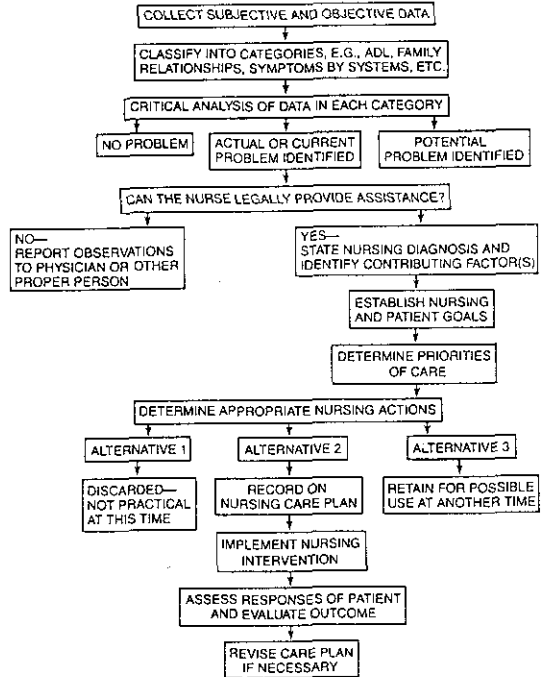 COLLECT SUBJECTIVE AND OBJECTIVE DATA
CLASSIFY INTO CATEGORIES, E.G., ADL, FAMILY
RELATIONSHIPS, SYMPTOMS BY SYSTEMS, ETC.
CRITICAL ANALYSIS OF DATA IN EACH CATEGORY
NO PROBLEM
ACTUAL OR CURRENT
PROBLEM IDENTIFIED
POTENTIAL
PROBLEM IDENTIFIED
CAN THE NURSE LEGALLY PROVIDE ASSISTANCE?
NO—
REPORT OBSERVATIONS
TO PHYSICIAN OR OTHER
PROPER PERSON
YES—
STATE NURSING DIAGNOSIS AND
IDENTIFY CONTRIBUTING FACTOR(S)
ESTABLISH NURSING
AND PATIENT GOALS
DETERMINE PRIORITIES
OF CARE
DETERMINE APPROPRIATE NURSING ACTIONS
ALTERNATIVE 1
ALTERNATIVE 2
ALTERNATIVE 3
DISCARDED—
NOT PRACTICAL
AT THIS TIME
RECORD ON
NURSING CARE PLAN
RETAIN FOR POSSIBLE
USE AT ANOTHER TIME
IMPLEMENT NURSING
INTERVENTION
ASSESS RESPONSES OF PATIENT
AND EVALUATE OUTCOME
REVISE CARE PLAN
IF NECESSARY